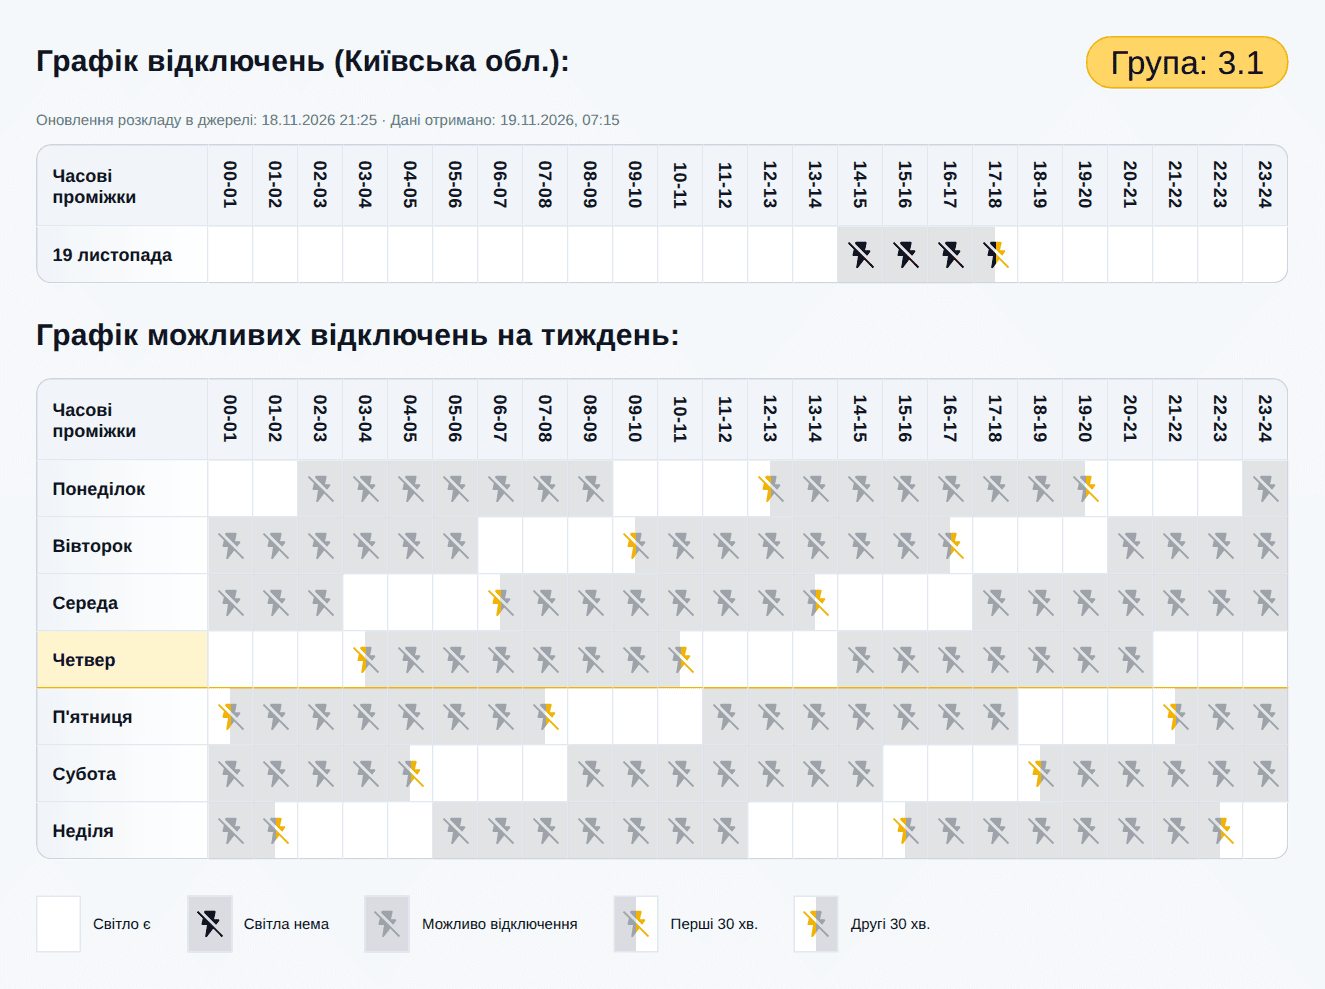 Графік відключень (Київська обл.):
Група: 3.1
Оновлення розкладу в джерелі: 18.11.2026 21:25 · Дані отримано: 19.11.2026, 07:15
Часові проміжки 00-01 01-02 02-03 03-04 04-05 05-06 06-07 07-08 08-09 09-10 10-11 11-12 12-13 13-14 14-15 15-16 16-17 17-18 18-19 19-20 20-21 21-22 22-23 23-24
19 листопада
Графік можливих відключень на тиждень:
Часові проміжки 00-01 01-02 02-03 03-04 04-05 05-06 06-07 07-08 08-09 09-10 10-11 11-12 12-13 13-14 14-15 15-16 16-17 17-18 18-19 19-20 20-21 21-22 22-23 23-24
Понеділок
Вівторок
Середа
Четвер
П'ятниця
Субота
Неділя
Світло є Світла нема Можливо відключення Перші 30 хв. Другі 30 хв.